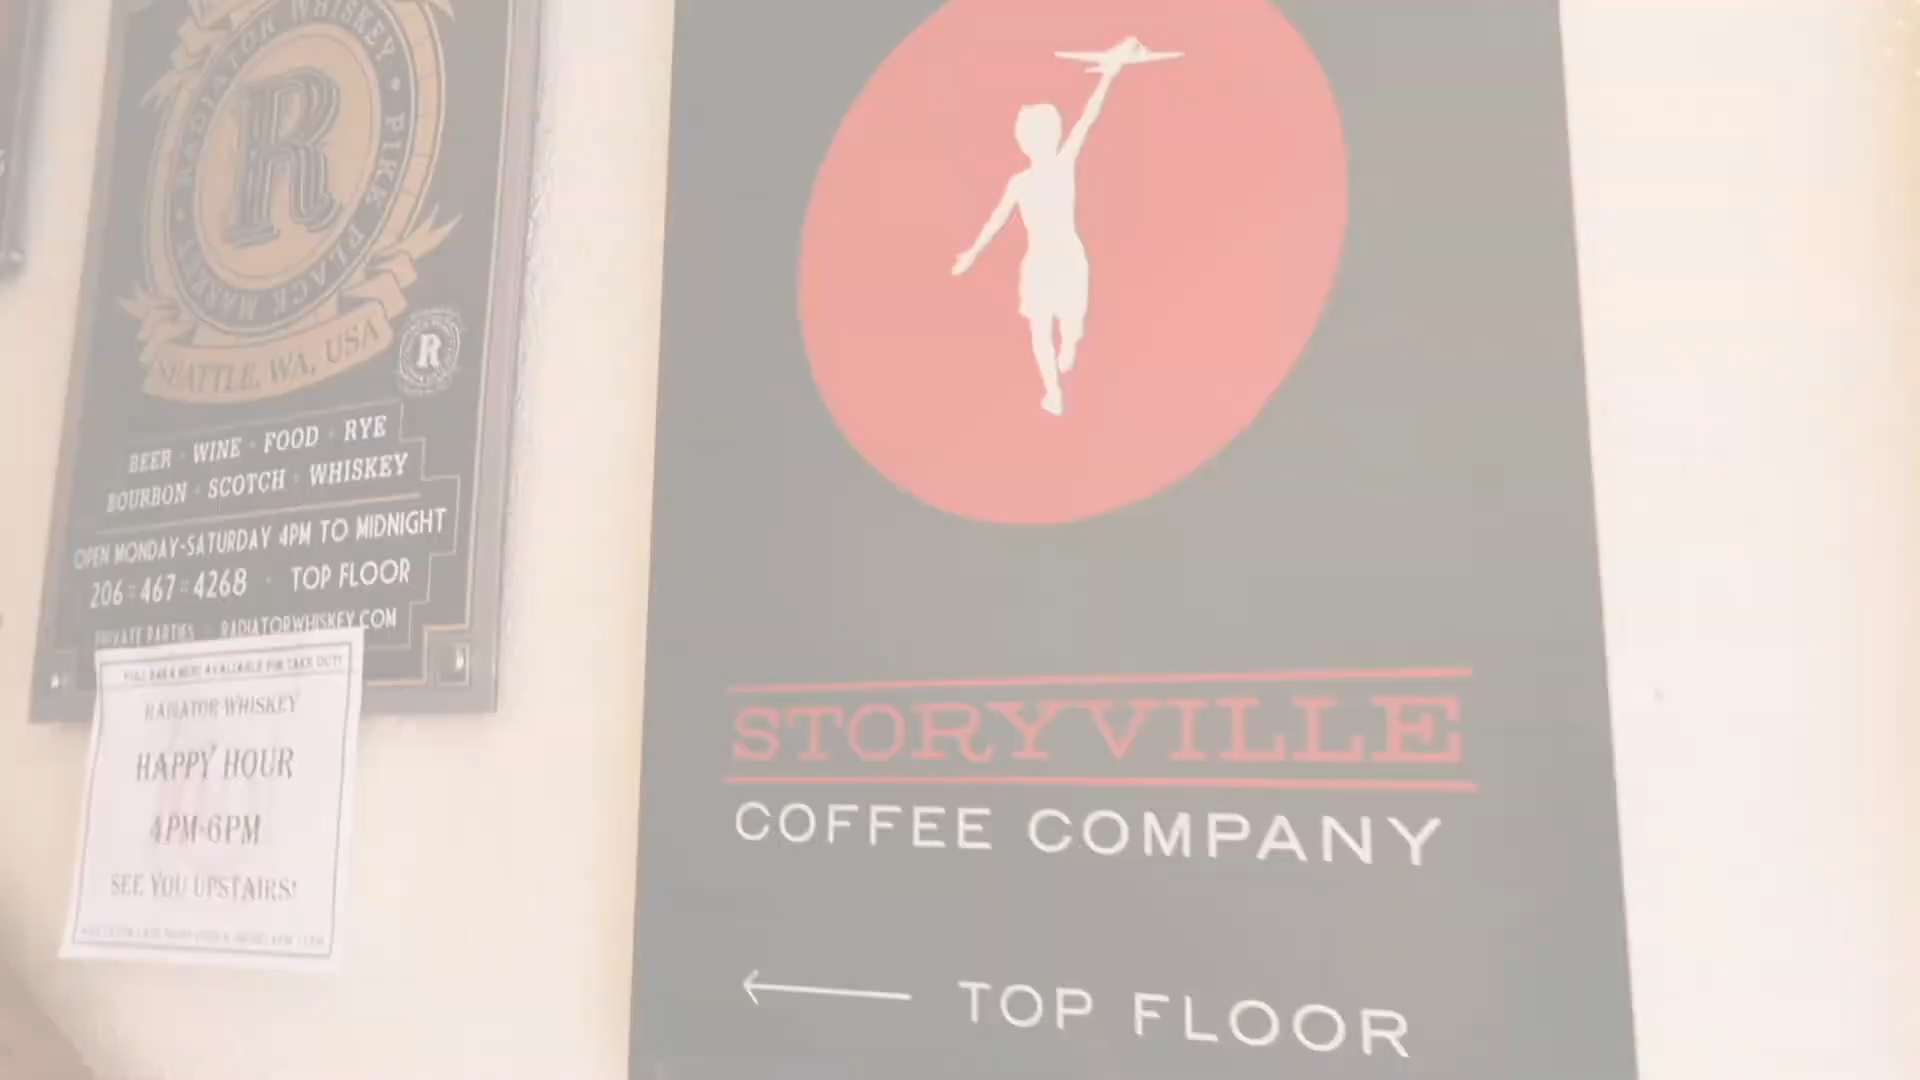 RADIATOR WHISKEY • PIKE PLACE MARKET •
R
SEATTLE, WA, USA
R
BEER · WINE · FOOD · RYE
BOURBON · SCOTCH · WHISKEY
OPEN MONDAY-SATURDAY 4PM TO MIDNIGHT
206::467::4268 · TOP FLOOR
PRIVATE PARTIES · RADIATORWHISKEY.COM
RADIATOR WHISKEY
HAPPY HOUR
4PM-6PM
SEE YOU UPSTAIRS!
STORYVILLE
COFFEE COMPANY
← TOP FLOOR